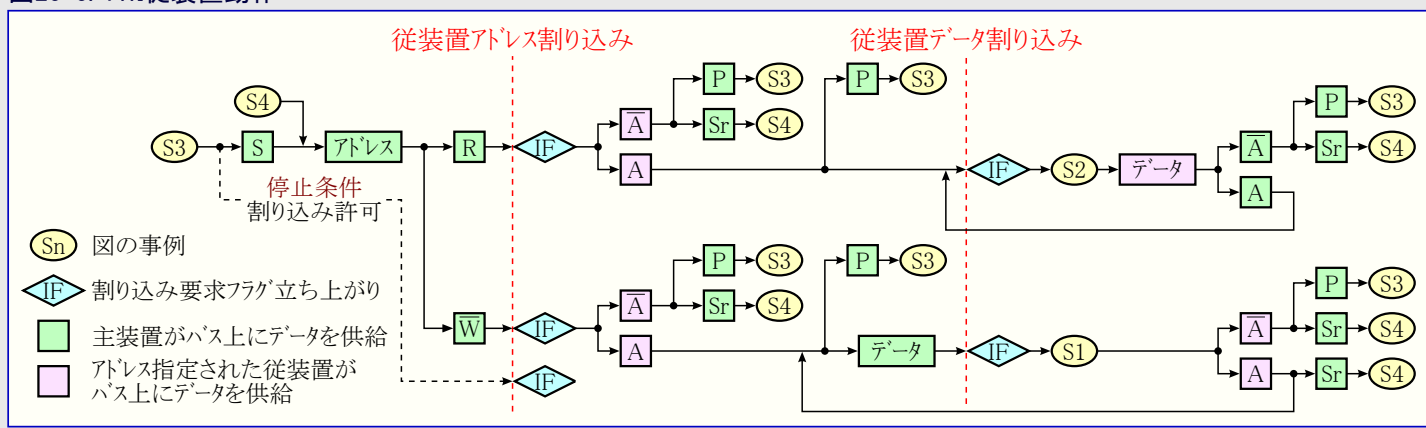 従装置アドレス割り込み
従装置データ割り込み
P S3
P S3
P S3
S4
A Sr S4
A Sr S4
S3 S アドレス R IF A IF S2 データ A
停止条件
割り込み許可
Sn 図の事例
P S3
P S3
IF 割り込み要求フラグ立ち上がり
A Sr S4
P S3
W IF
A Sr S4
主装置がバス上にデータを供給
A データ IF S1
アドレス指定された従装置が
バス上にデータを供給
IF
A Sr S4